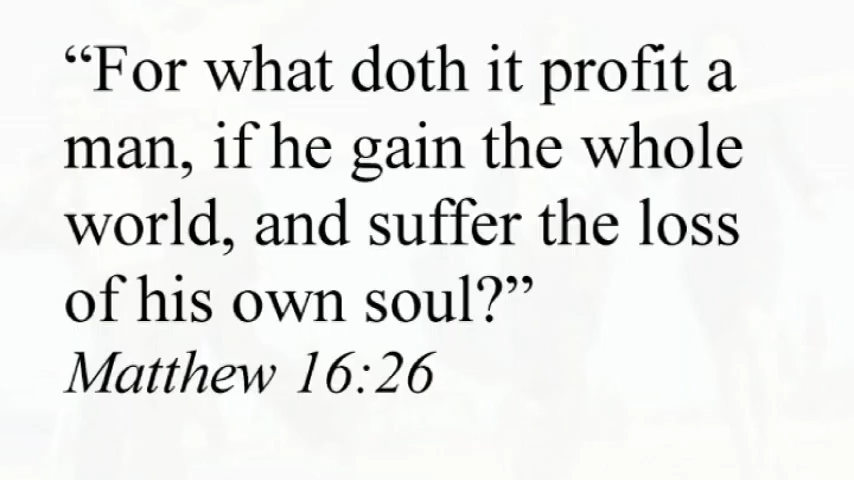 “For what doth it profit a
man, if he gain the whole
world, and suffer the loss
of his own soul?”
Matthew 16:26